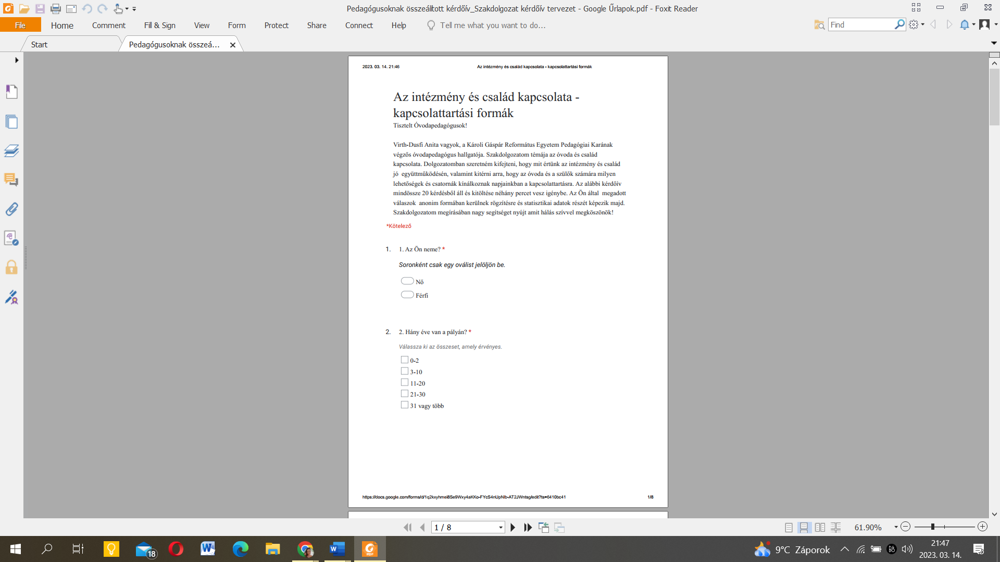 Pedagógusoknak összeálított kérdőív_Szakdolgozat kérdőív tervezet - Google Űrlapok.pdf - Foxit Reader
File Home Comment Fill & Sign View Form Protect Share Connect Help Tell me what you want to do... Find
Start Pedagógusoknak összeá...
2023. 03. 14. 21:46 Az intézmény és család kapcsolata - kapcsolattartási formák
Az intézmény és család kapcsolata -
kapcsolattartási formák
Tisztelt Óvodapedagógusok!
Virth-Dusfi Anita vagyok, a Károli Gáspár Református Egyetem Pedagógiai Karának
végzős óvodapedagógus hallgatója. Szakdolgozatom témája az óvoda és család
kapcsolata. Dolgozatomban szeretném kifejteni, hogy mit értünk az intézmény és család
jó együttműködésén, valamint kitérni arra, hogy az óvoda és a szülők számára milyen
lehetőségek és csatornák kínálkoznak napjainkban a kapcsolattartásra. Az alábbi kérdőív
mindössze 20 kérdésből áll és kitöltése néhány percet vesz igénybe. Az Ön által megadott
válaszok anonim formában kerülnek rögzítésre és statisztikai adatok részét képezik majd.
Szakdolgozatom megírásában nagy segítséget nyújt amit hálás szívvel megköszönök!
*Kötelező
1. 1. Az Ön neme? *
Soronként csak egy oválist jelöljön be.
Nő
Férfi
2. 2. Hány éve van a pályán? *
Válassza ki az összeset, amely érvényes.
0-2
3-10
11-20
21-30
31 vagy több
https://docs.google.com/forms/d/1q2kxyhmei8Se9Wxy4aKKo-FYcS4nUpNlb-AT2JWntsg/edit?ts=6410bc41 1/8
1 / 8 61.90%
18 9°C Záporok 21:47
2023. 03. 14.